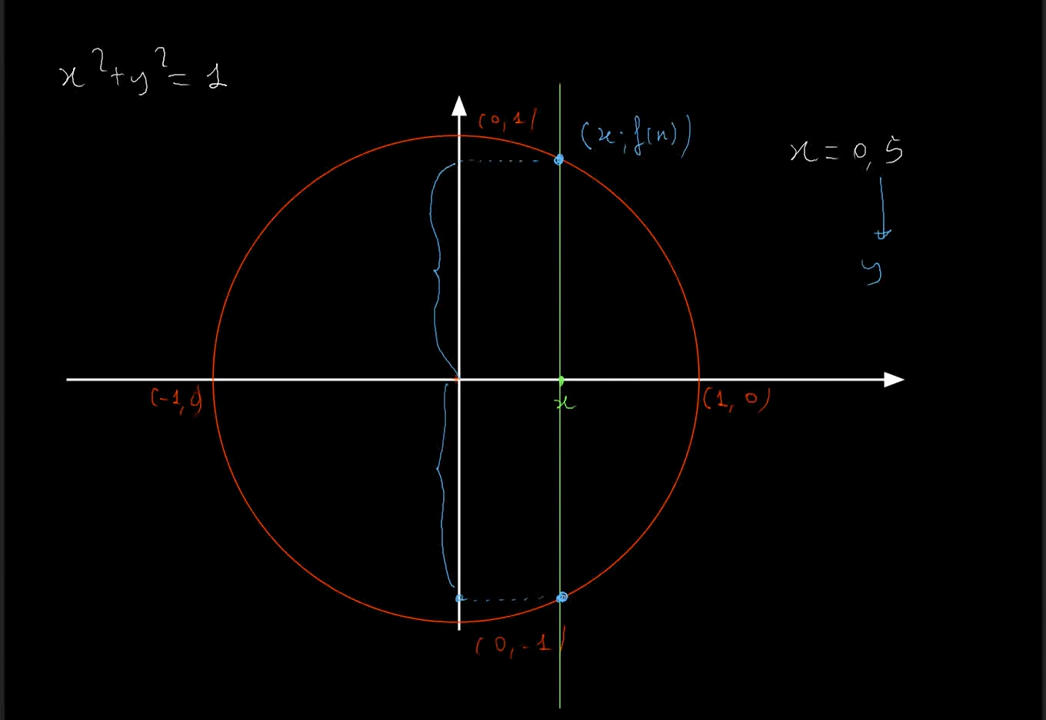 x²+y²=1
(0,1)
(x;f(x))
x=0,5
y
(-1,0)
x
(1,0)
(0,-1)